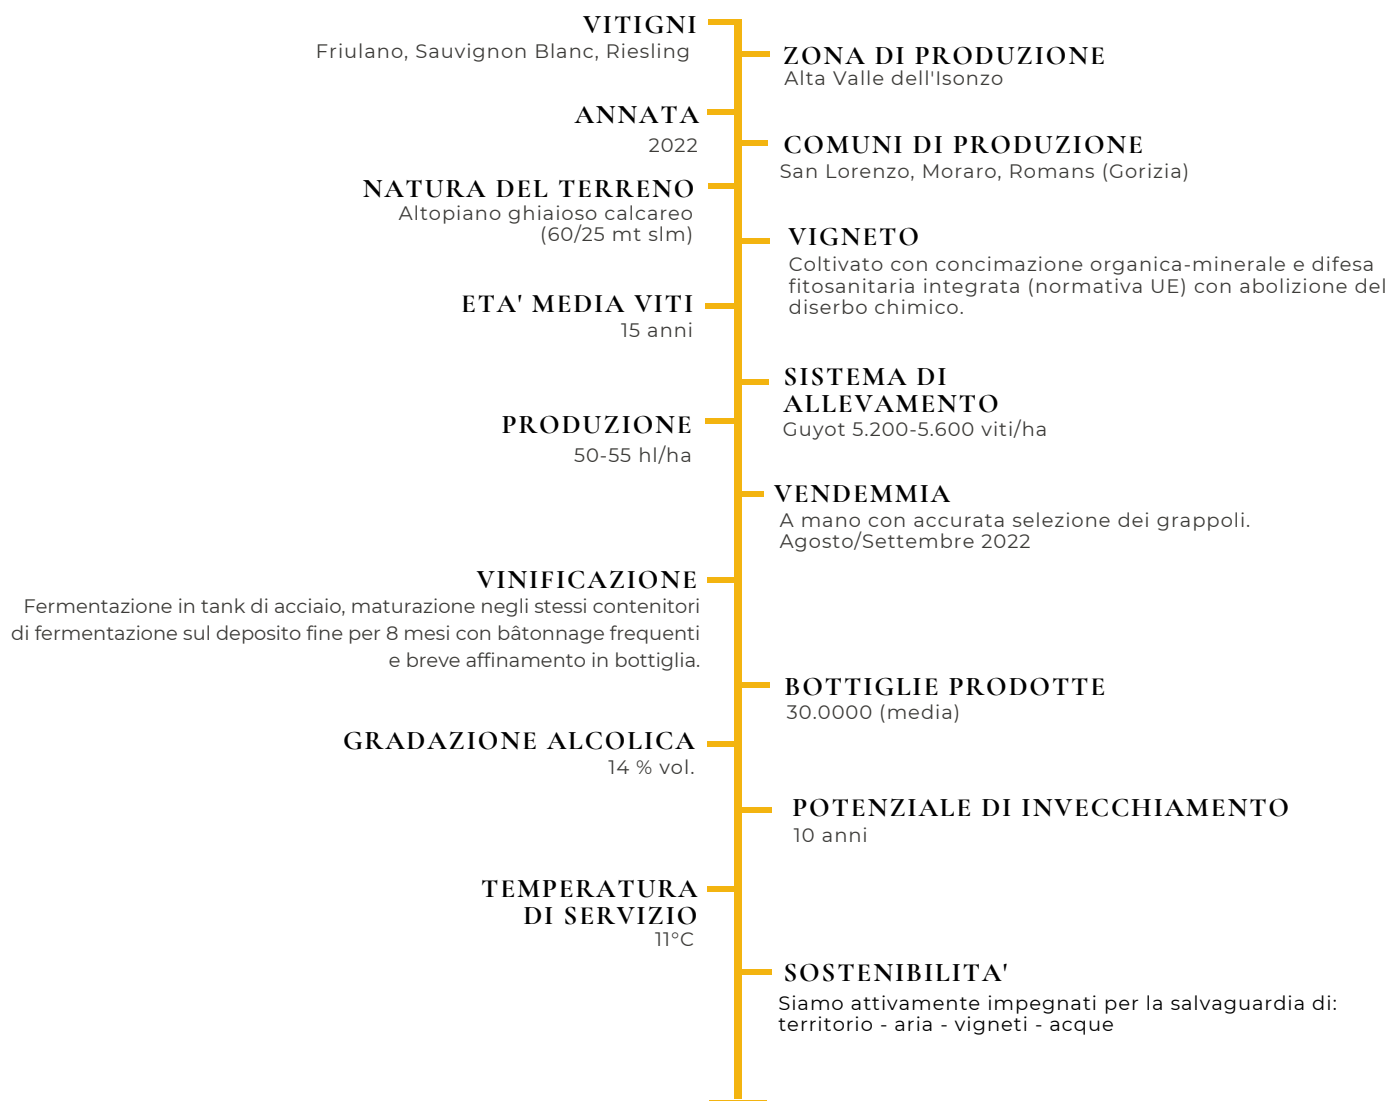 VITIGNI
Friulano, Sauvignon Blanc, Riesling
ZONA DI PRODUZIONE
Alta Valle dell'Isonzo
ANNATA
2022
COMUNI DI PRODUZIONE
San Lorenzo, Moraro, Romans (Gorizia)
NATURA DEL TERRENO
Altopiano ghiaioso calcareo
(60/25 mt slm)
VIGNETO
Coltivato con concimazione organica-minerale e difesa
fitosanitaria integrata (normativa UE) con abolizione del
diserbo chimico.
ETA' MEDIA VITI
15 anni
SISTEMA DI
ALLEVAMENTO
Guyot 5.200-5.600 viti/ha
PRODUZIONE
50-55 hl/ha
VENDEMMIA
A mano con accurata selezione dei grappoli.
Agosto/Settembre 2022
VINIFICAZIONE
Fermentazione in tank di acciaio, maturazione negli stessi contenitori
di fermentazione sul deposito fine per 8 mesi con bâtonnage frequenti
e breve affinamento in bottiglia.
BOTTIGLIE PRODOTTE
30.0000 (media)
GRADAZIONE ALCOLICA
14 % vol.
POTENZIALE DI INVECCHIAMENTO
10 anni
TEMPERATURA
DI SERVIZIO
11°C
SOSTENIBILITA'
Siamo attivamente impegnati per la salvaguardia di:
territorio - aria - vigneti - acque